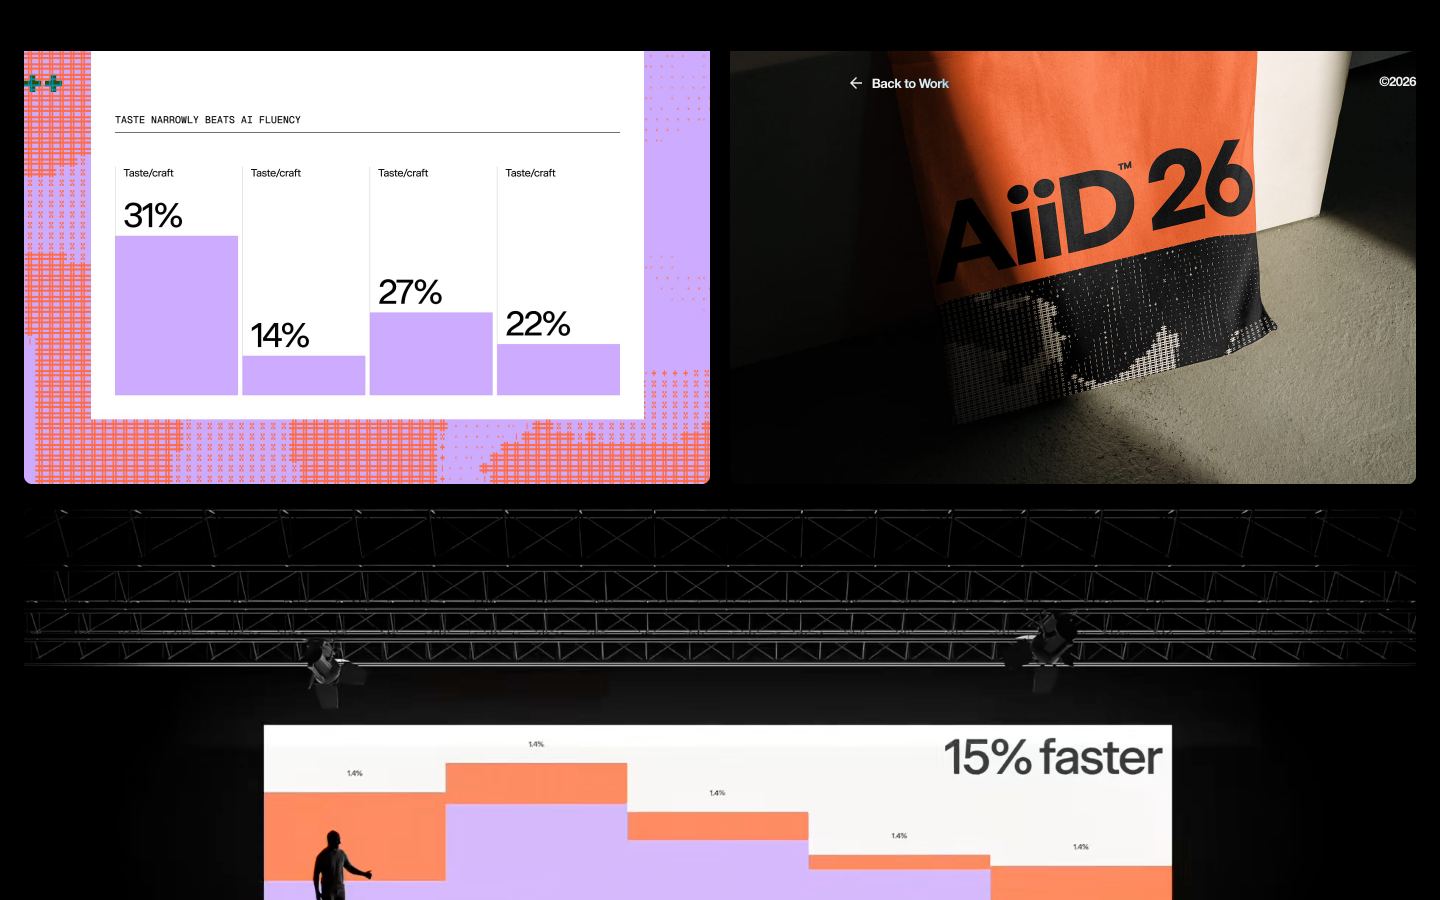 TASTE NARROWLY BEATS AI FLUENCY
Taste/craft
31%
Taste/craft
14%
Taste/craft
27%
Taste/craft
22%
← Back to Work
©2026
AiiD™ 26
15% faster
1.4%
1.4%
1.4%
1.4%
1.4%